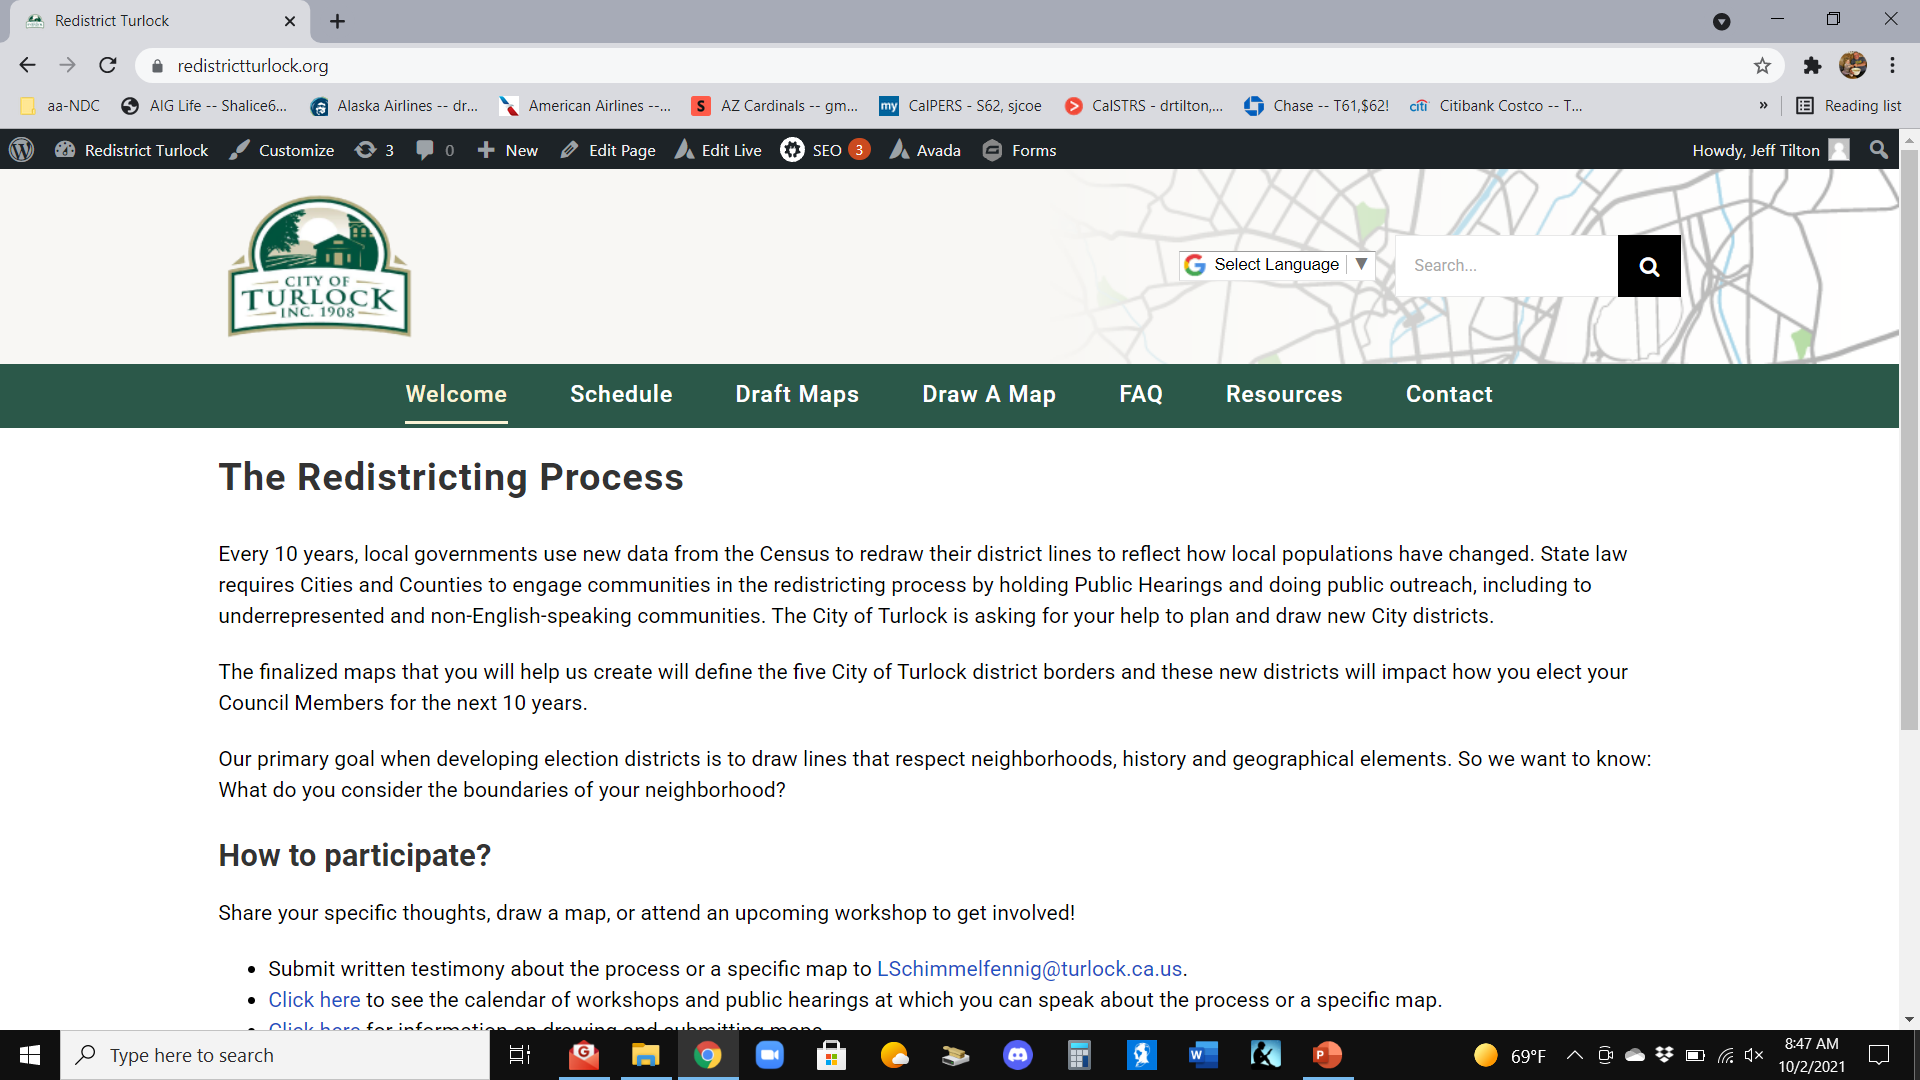 Redistrict Turlock
redistrictturlock.org
aa-NDC AIG Life -- Shalice6... Alaska Airlines -- dr... American Airlines --... S AZ Cardinals -- gm... my CalPERS - S62, sjcoe CalSTRS - drtilton,... Chase -- T61,$62! citi Citibank Costco -- T... » Reading list
Redistrict Turlock Customize 3 0 New Edit Page Edit Live SEO 3 Avada Forms Howdy, Jeff Tilton
CITY OF
TURLOCK
INC. 1908
Select Language ▼ Search...
Welcome Schedule Draft Maps Draw A Map FAQ Resources Contact
The Redistricting Process
Every 10 years, local governments use new data from the Census to redraw their district lines to reflect how local populations have changed. State law
requires Cities and Counties to engage communities in the redistricting process by holding Public Hearings and doing public outreach, including to
underrepresented and non-English-speaking communities. The City of Turlock is asking for your help to plan and draw new City districts.
The finalized maps that you will help us create will define the five City of Turlock district borders and these new districts will impact how you elect your
Council Members for the next 10 years.
Our primary goal when developing election districts is to draw lines that respect neighborhoods, history and geographical elements. So we want to know:
What do you consider the boundaries of your neighborhood?
How to participate?
Share your specific thoughts, draw a map, or attend an upcoming workshop to get involved!
• Submit written testimony about the process or a specific map to LSchimmelfennig@turlock.ca.us.
• Click here to see the calendar of workshops and public hearings at which you can speak about the process or a specific map.
• Click here for information on drawing and submitting maps
Type here to search 69°F 8:47 AM
10/2/2021